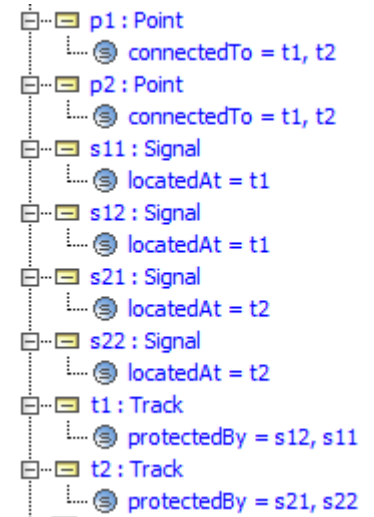 p1 : Point
connectedTo = t1, t2
p2 : Point
connectedTo = t1, t2
s11 : Signal
locatedAt = t1
s12 : Signal
locatedAt = t1
s21 : Signal
locatedAt = t2
s22 : Signal
locatedAt = t2
t1 : Track
protectedBy = s12, s11
t2 : Track
protectedBy = s21, s22